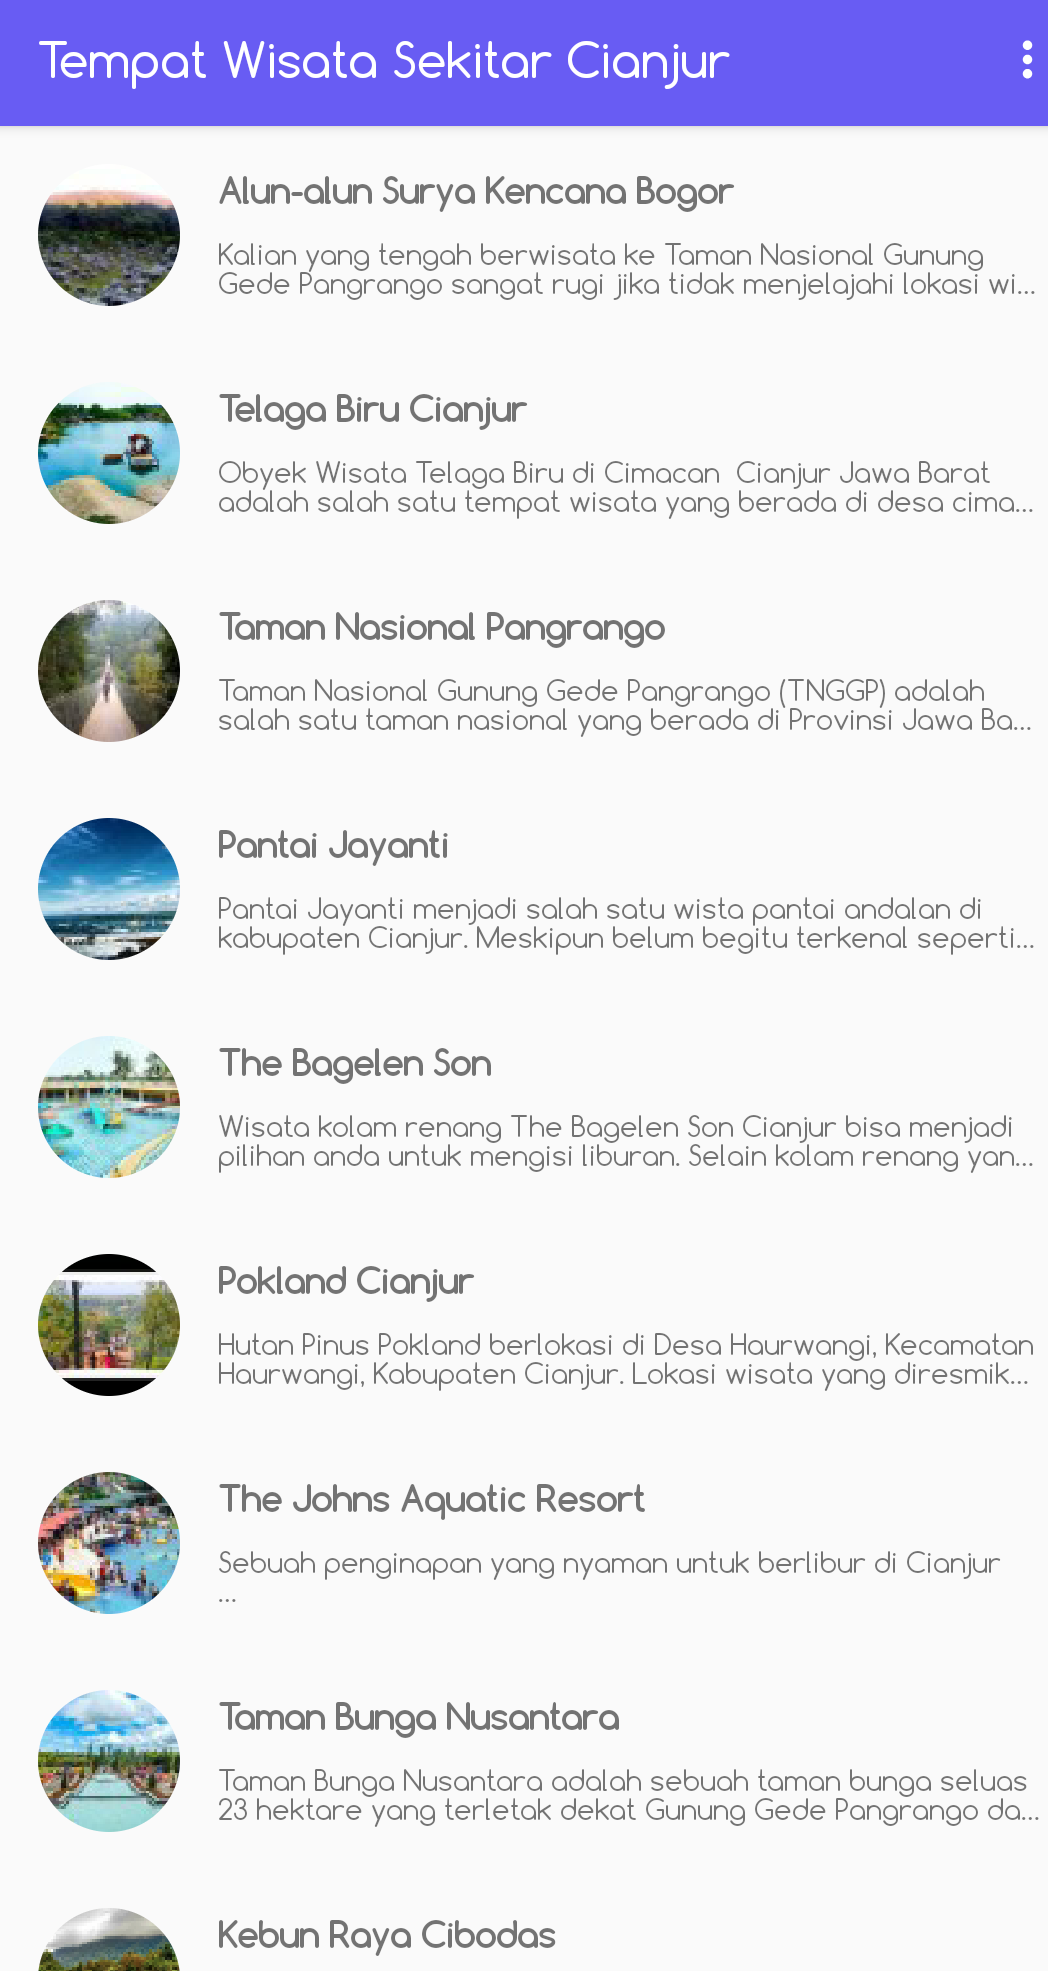 Tempat Wisata Sekitar Cianjur
Alun-alun Surya Kencana Bogor
Kalian yang tengah berwisata ke Taman Nasional Gunung
Gede Pangrango sangat rugi jika tidak menjelajahi lokasi wi...
Telaga Biru Cianjur
Obyek Wisata Telaga Biru di Cimacan  Cianjur Jawa Barat
adalah salah satu tempat wisata yang berada di desa cima...
Taman Nasional Pangrango
Taman Nasional Gunung Gede Pangrango (TNGGP) adalah
salah satu taman nasional yang berada di Provinsi Jawa Ba...
Pantai Jayanti
Pantai Jayanti menjadi salah satu wista pantai andalan di
kabupaten Cianjur. Meskipun belum begitu terkenal seperti...
The Bagelen Son
Wisata kolam renang The Bagelen Son Cianjur bisa menjadi
pilihan anda untuk mengisi liburan. Selain kolam renang yan...
Pokland Cianjur
Hutan Pinus Pokland berlokasi di Desa Haurwangi, Kecamatan
Haurwangi, Kabupaten Cianjur. Lokasi wisata yang diresmik...
The Johns Aquatic Resort
Sebuah penginapan yang nyaman untuk berlibur di Cianjur
...
Taman Bunga Nusantara
Taman Bunga Nusantara adalah sebuah taman bunga seluas
23 hektare yang terletak dekat Gunung Gede Pangrango da...
Kebun Raya Cibodas